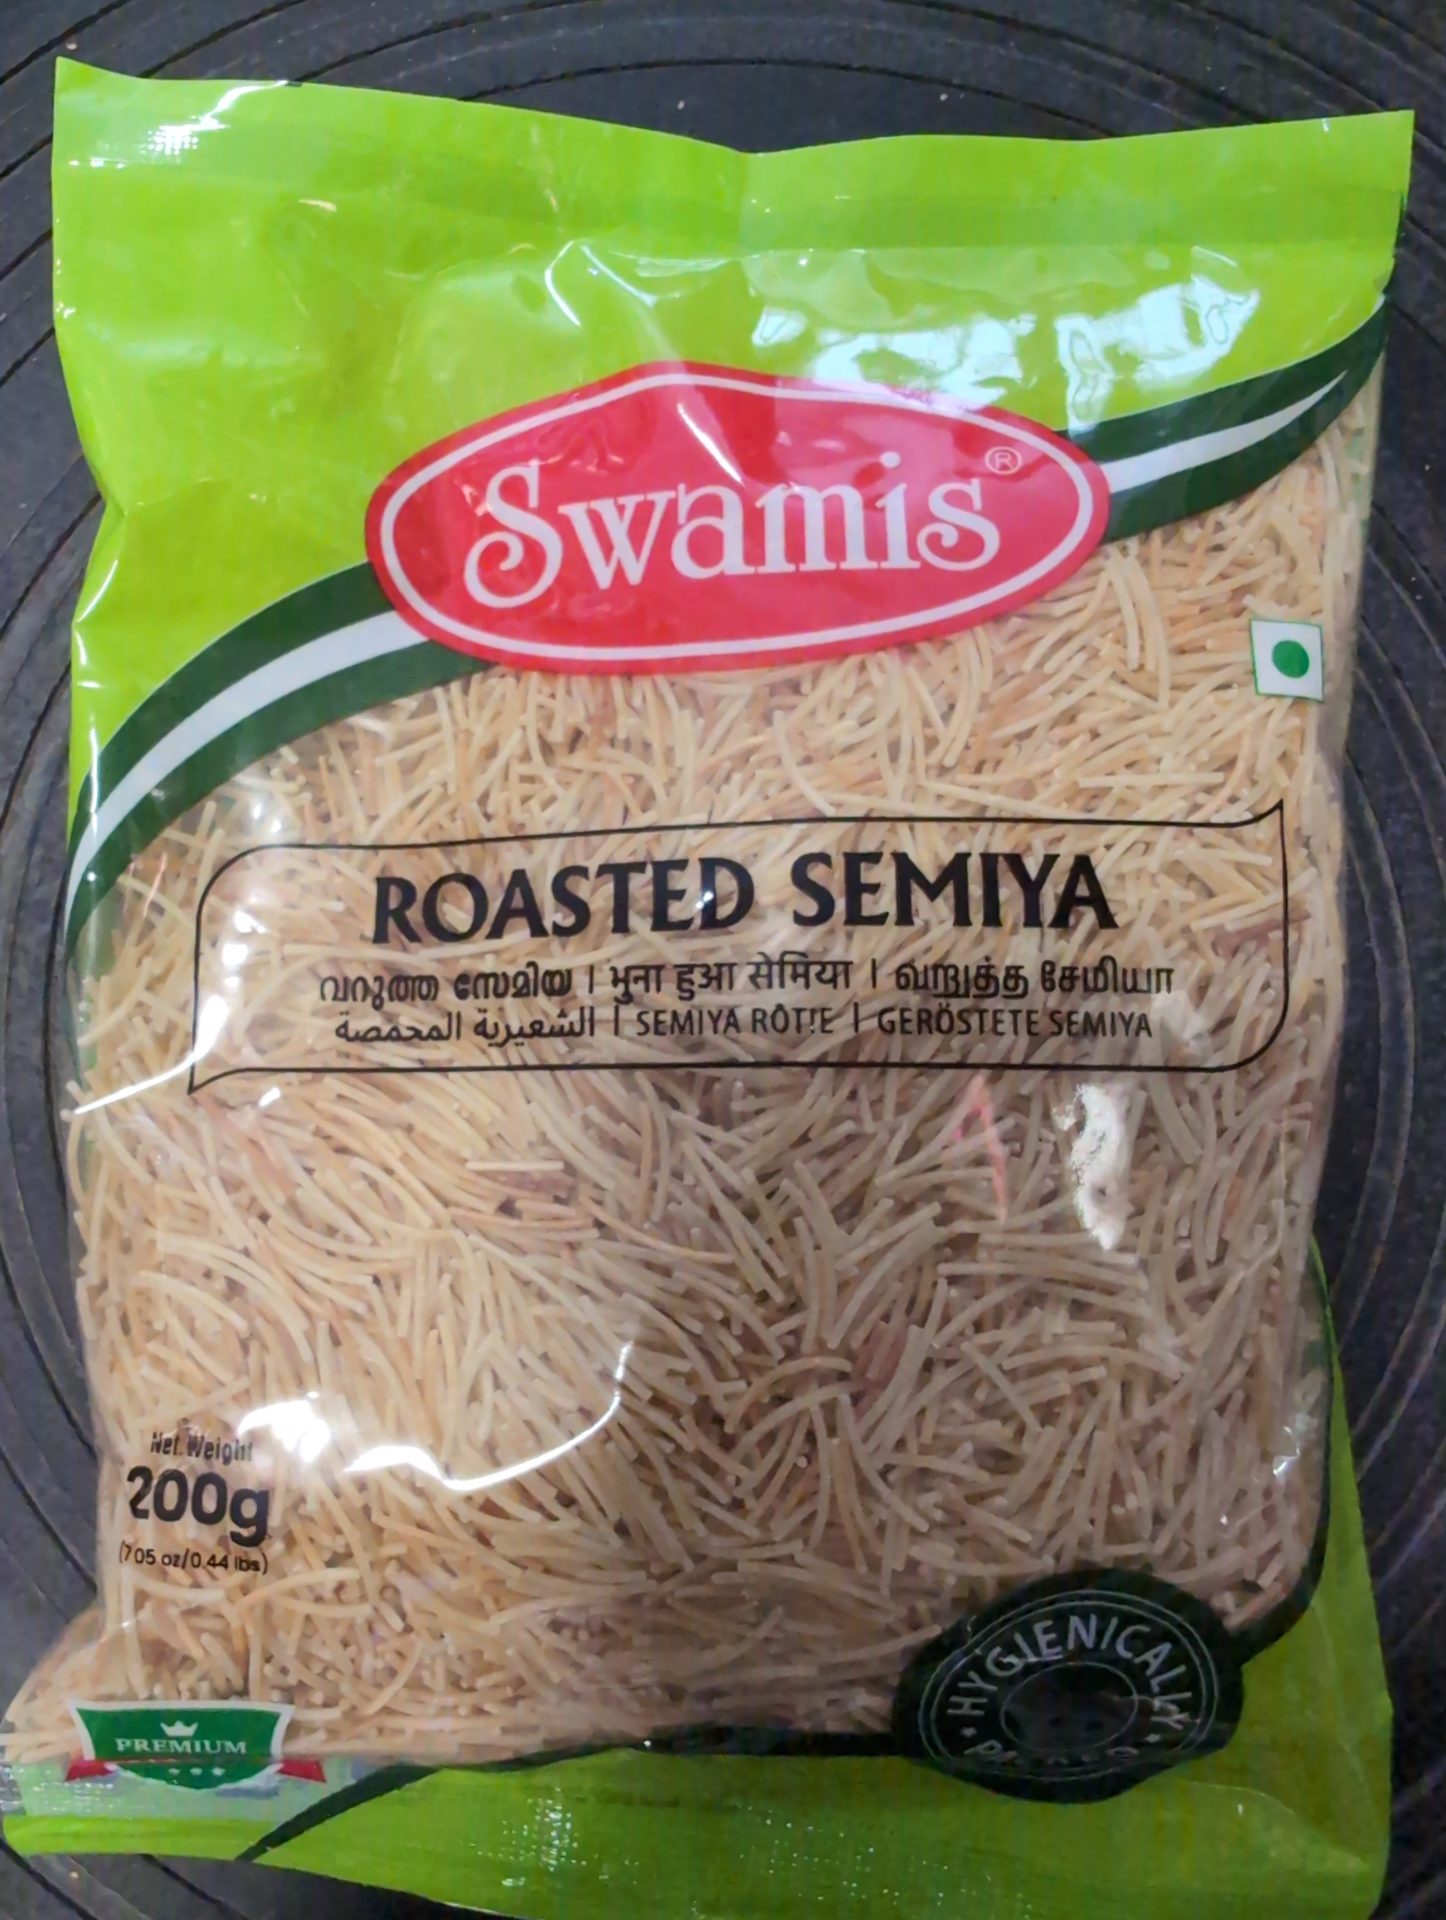 Swamis®
ROASTED SEMIYA
വറുത്ത സേമിയ | भुना हुआ सेमिया | வறுத்த சேமியா
الشعيرية المحمصة | SEMIYA RÔTIE | GERÖSTETE SEMIYA
Net. Weight
200g
(7.05 oz/0.44 lbs)
PREMIUM
HYGIENICALLY
PACKED